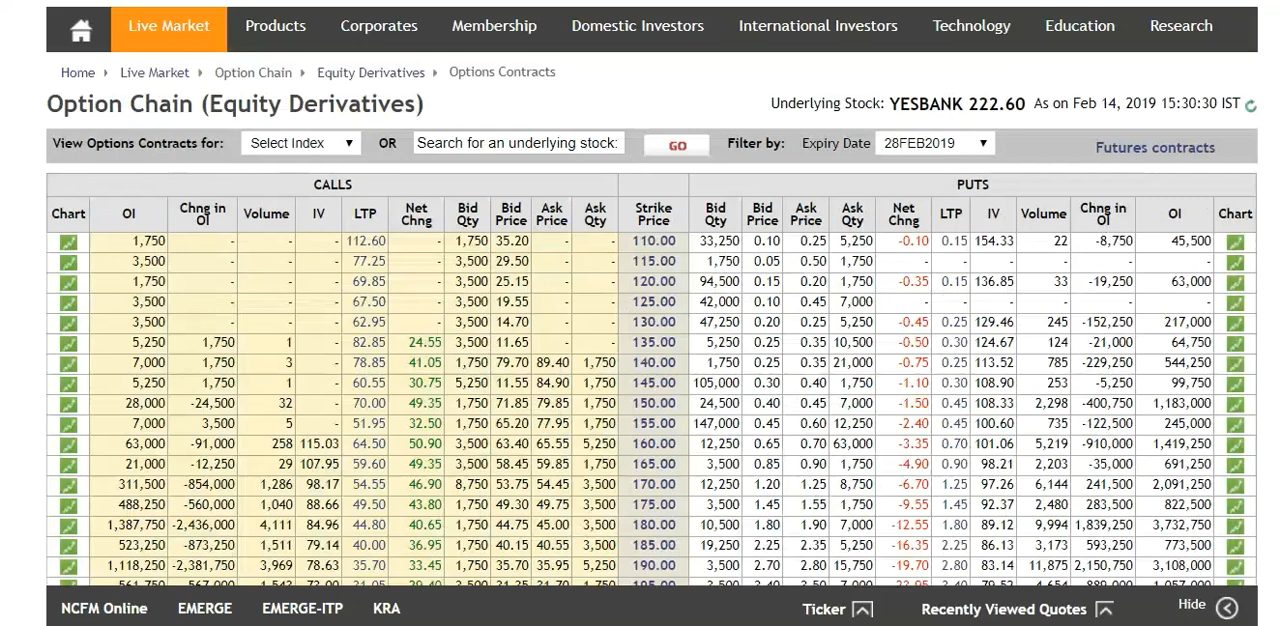 Live Market Products Corporates Membership Domestic Investors International Investors Technology Education Research
Home Live Market Option Chain Equity Derivatives Options Contracts
Option Chain (Equity Derivatives) Underlying Stock: YESBANK 222.60 As on Feb 14, 2019 15:30:30 IST
View Options Contracts for: Select Index OR Search for an underlying stock: GO Filter by: Expiry Date 28FEB2019 Futures contracts
CALLS PUTS
Chart OI Chng in OI Volume IV LTP Net Chng Bid Qty Bid Price Ask Price Ask Qty Strike Price Bid Qty Bid Price Ask Price Ask Qty Net Chng LTP IV Volume Chng in OI OI Chart
1,750 - - - 112.60 - 1,750 35.20 - - 110.00 33,250 0.10 0.25 5,250 -0.10 0.15 154.33 22 -8,750 45,500
3,500 - - - 77.25 - 3,500 29.50 - - 115.00 1,750 0.05 0.50 1,750 - - - - - -
1,750 - - - 69.85 - 3,500 25.15 - - 120.00 94,500 0.15 0.20 1,750 -0.35 0.15 136.85 33 -19,250 63,000
3,500 - - - 67.50 - 3,500 19.55 - - 125.00 42,000 0.10 0.45 7,000 - - - - - -
3,500 - - - 62.95 - 3,500 14.70 - - 130.00 47,250 0.20 0.25 5,250 -0.45 0.25 129.46 245 -152,250 217,000
5,250 1,750 1 - 82.85 24.55 3,500 11.65 - - 135.00 5,250 0.25 0.35 10,500 -0.50 0.30 124.67 124 -21,000 64,750
7,000 1,750 3 - 78.85 41.05 1,750 79.70 89.40 1,750 140.00 1,750 0.25 0.35 21,000 -0.75 0.25 113.52 785 -229,250 544,250
5,250 1,750 1 - 60.55 30.75 5,250 11.55 84.90 1,750 145.00 105,000 0.30 0.40 1,750 -1.10 0.30 108.90 253 -5,250 99,750
28,000 -24,500 32 - 70.00 49.35 1,750 71.85 79.85 1,750 150.00 24,500 0.40 0.45 7,000 -1.50 0.45 108.33 2,298 -400,750 1,183,000
7,000 3,500 5 - 51.95 32.50 1,750 65.20 77.95 1,750 155.00 147,000 0.45 0.60 12,250 -2.40 0.45 100.60 735 -122,500 245,000
63,000 -91,000 258 115.03 64.50 50.90 3,500 63.40 65.55 5,250 160.00 12,250 0.65 0.70 63,000 -3.35 0.70 101.06 5,219 -910,000 1,419,250
21,000 -12,250 29 107.95 59.60 49.35 3,500 58.45 59.85 1,750 165.00 3,500 0.85 0.90 1,750 -4.90 0.90 98.21 2,203 -35,000 691,250
311,500 -854,000 1,286 98.17 54.55 46.90 8,750 53.75 54.45 3,500 170.00 12,250 1.20 1.25 8,750 -6.70 1.25 97.26 6,144 241,500 2,091,250
488,250 -560,000 1,040 88.66 49.50 43.80 1,750 49.30 49.75 3,500 175.00 3,500 1.45 1.55 1,750 -9.55 1.45 92.37 2,480 283,500 822,500
1,387,750 -2,436,000 4,111 84.96 44.80 40.65 1,750 44.75 45.00 3,500 180.00 10,500 1.80 1.90 7,000 -12.55 1.80 89.12 9,994 1,839,250 3,732,750
523,250 -873,250 1,511 79.14 40.00 36.95 1,750 40.15 40.55 3,500 185.00 19,250 2.25 2.35 5,250 -16.35 2.25 86.13 3,173 593,250 773,500
1,118,250 -2,381,750 3,969 78.63 35.70 33.45 1,750 35.70 35.95 5,250 190.00 3,500 2.70 2.80 15,750 -19.70 2.80 83.14 11,875 2,150,750 3,108,000
NCFM Online EMERGE EMERGE-ITP KRA Ticker Recently Viewed Quotes Hide